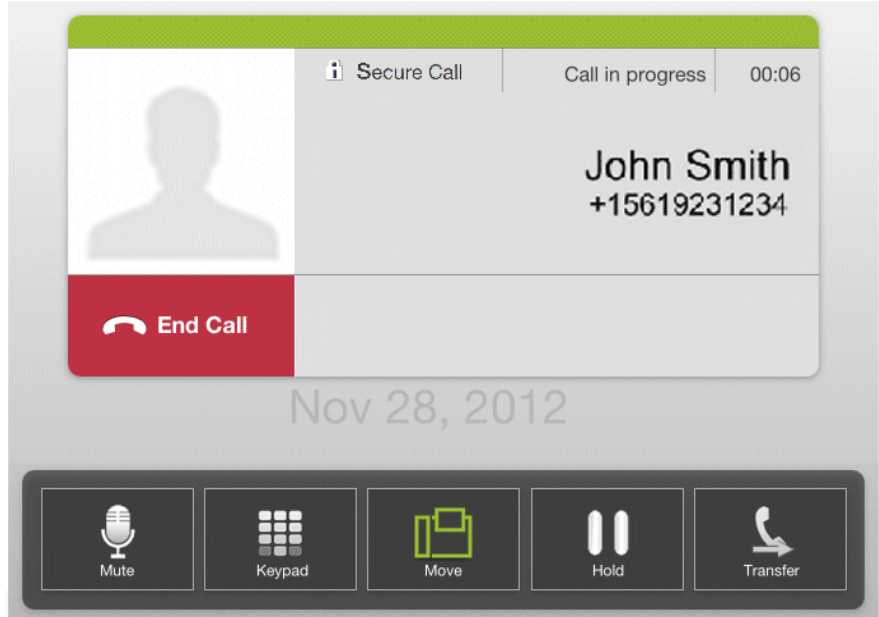 Secure Call
Call in progress
00:06
John Smith
+15619231234
End Call
Nov 28, 2012
Mute
Keypad
Move
Hold
Transfer